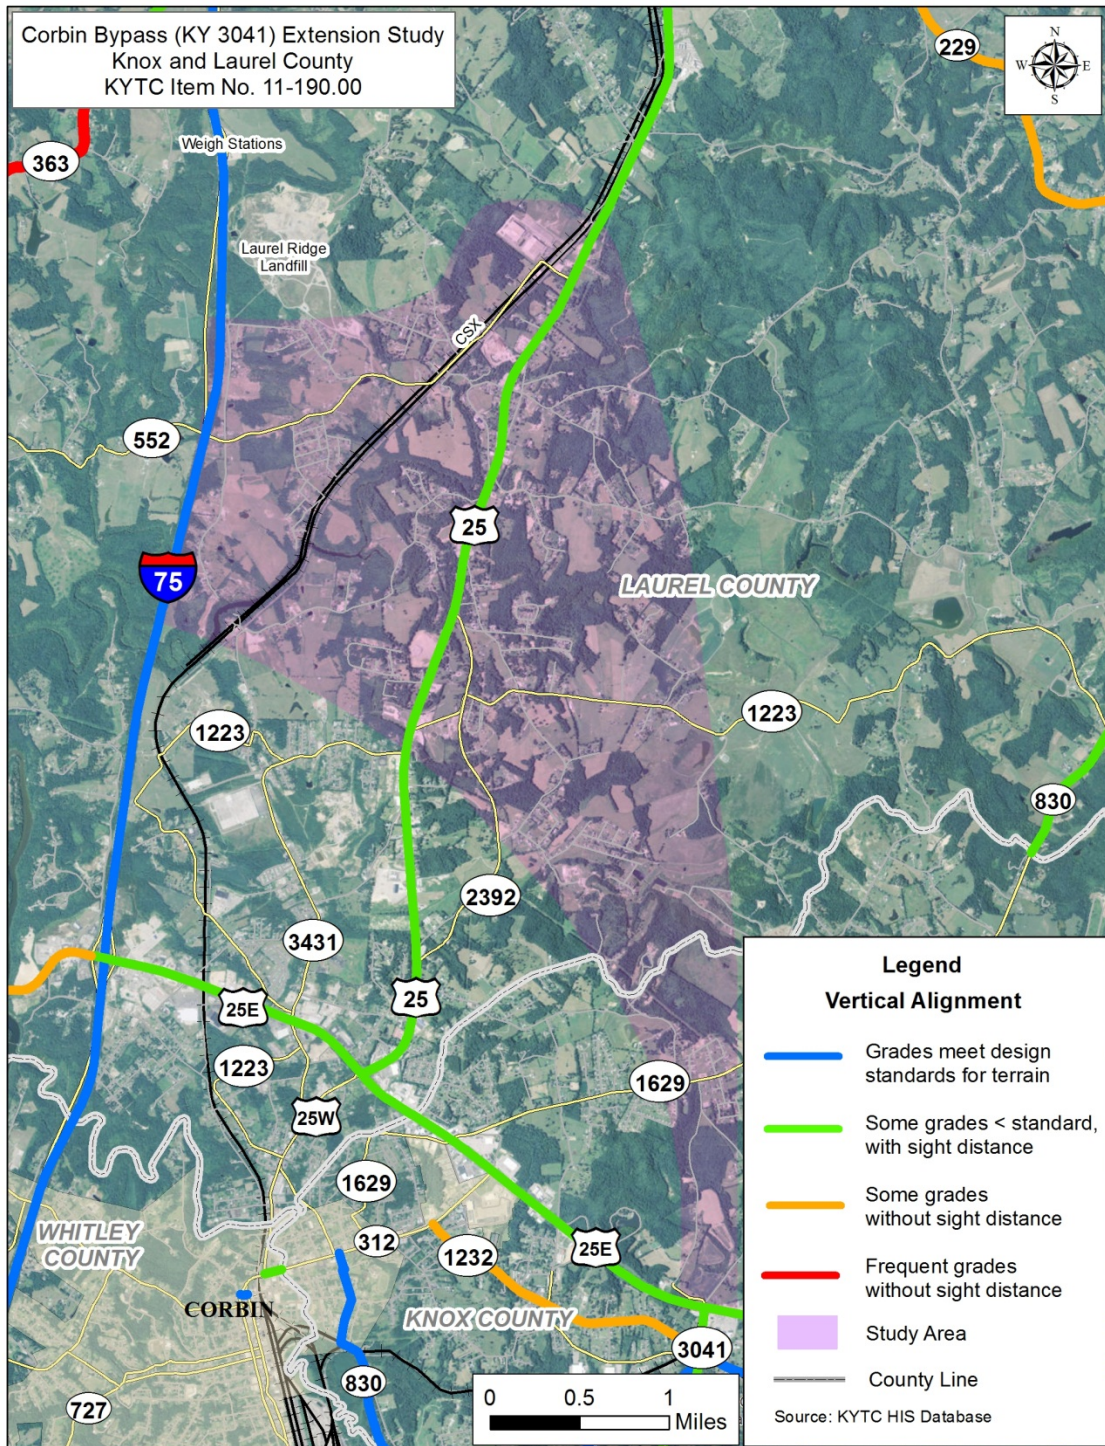 Corbin Bypass (KY 3041) Extension Study
Knox and Laurel County
KYTC Item No. 11-190.00
229
N
W E
S
363
Weigh Stations
Laurel Ridge
Landfill
CSX
552
25
75
LAUREL COUNTY
1223
1223
830
2392
3431
25
25E
1223
25W
1629
1629
312
1232
25E
WHITLEY
COUNTY
CORBIN
KNOX COUNTY
3041
830
727
0 0.5 1
Miles
Legend
Vertical Alignment
Grades meet design
standards for terrain
Some grades < standard,
with sight distance
Some grades
without sight distance
Frequent grades
without sight distance
Study Area
County Line
Source: KYTC HIS Database